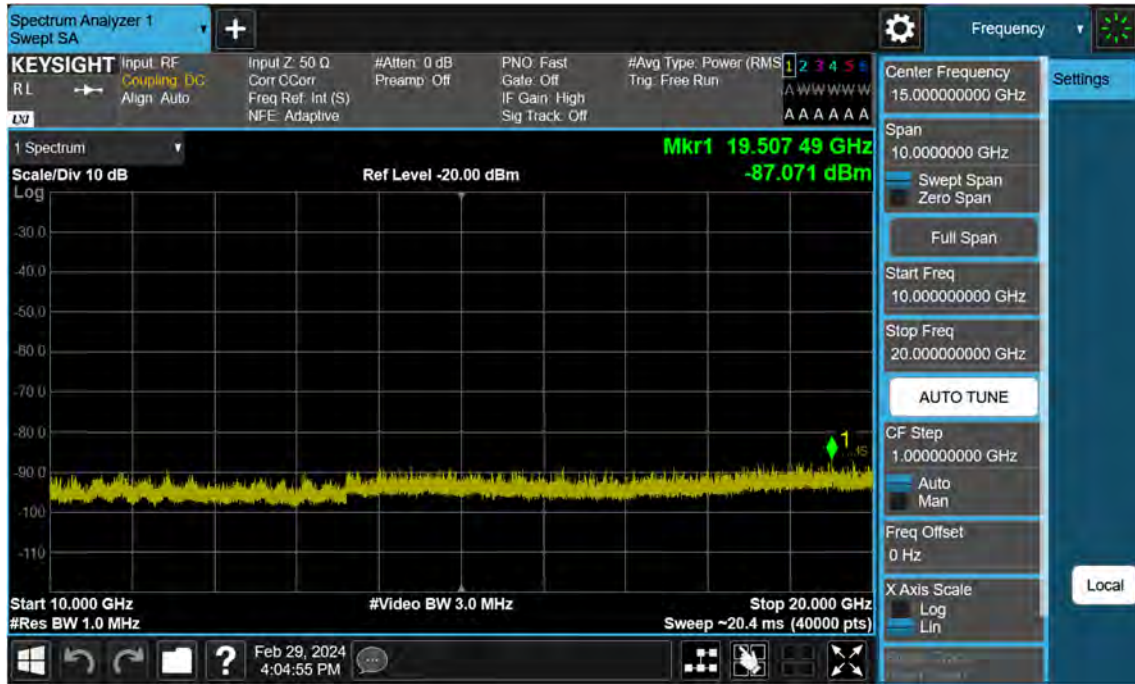 Spectrum Analyzer 1
Swept SA
Frequency
KEYSIGHT
RL
LXI
Input: RF
Coupling: DC
Align: Auto
Input Z: 50 Ω
Corr CCorr
Freq Ref: Int (S)
NFE: Adaptive
#Atten: 0 dB
Preamp: Off
PNO: Fast
Gate: Off
IF Gain: High
Sig Track: Off
#Avg Type: Power (RMS
Trig: Free Run
1 2 3 4 5 6
A W W W W W
A A A A A A
1 Spectrum
Scale/Div 10 dB
Ref Level -20.00 dBm
Mkr1 19.507 49 GHz
-87.071 dBm
Log
-30.0
-40.0
-50.0
-60.0
-70.0
-80.0
-90.0
-100
-110
1
Start 10.000 GHz
#Res BW 1.0 MHz
#Video BW 3.0 MHz
Stop 20.000 GHz
Sweep ~20.4 ms (40000 pts)
Feb 29, 2024
4:04:55 PM
?
Center Frequency
15.000000000 GHz
Span
10.0000000 GHz
Swept Span
Zero Span
Full Span
Start Freq
10.000000000 GHz
Stop Freq
20.000000000 GHz
AUTO TUNE
CF Step
1.000000000 GHz
Auto
Man
Freq Offset
0 Hz
X Axis Scale
Log
Lin
Settings
Local